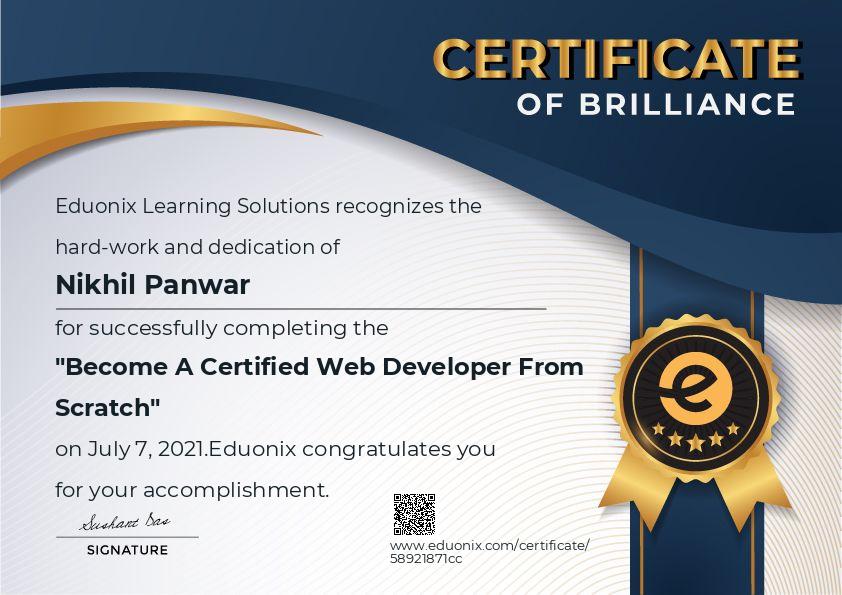 CERTIFICATE
OF BRILLIANCE
Eduonix Learning Solutions recognizes the
hard-work and dedication of
Nikhil Panwar
for successfully completing the
"Become A Certified Web Developer From
Scratch"
on July 7, 2021.Eduonix congratulates you
for your accomplishment.
Sushant Das
SIGNATURE
www.eduonix.com/certificate/
58921871cc
e